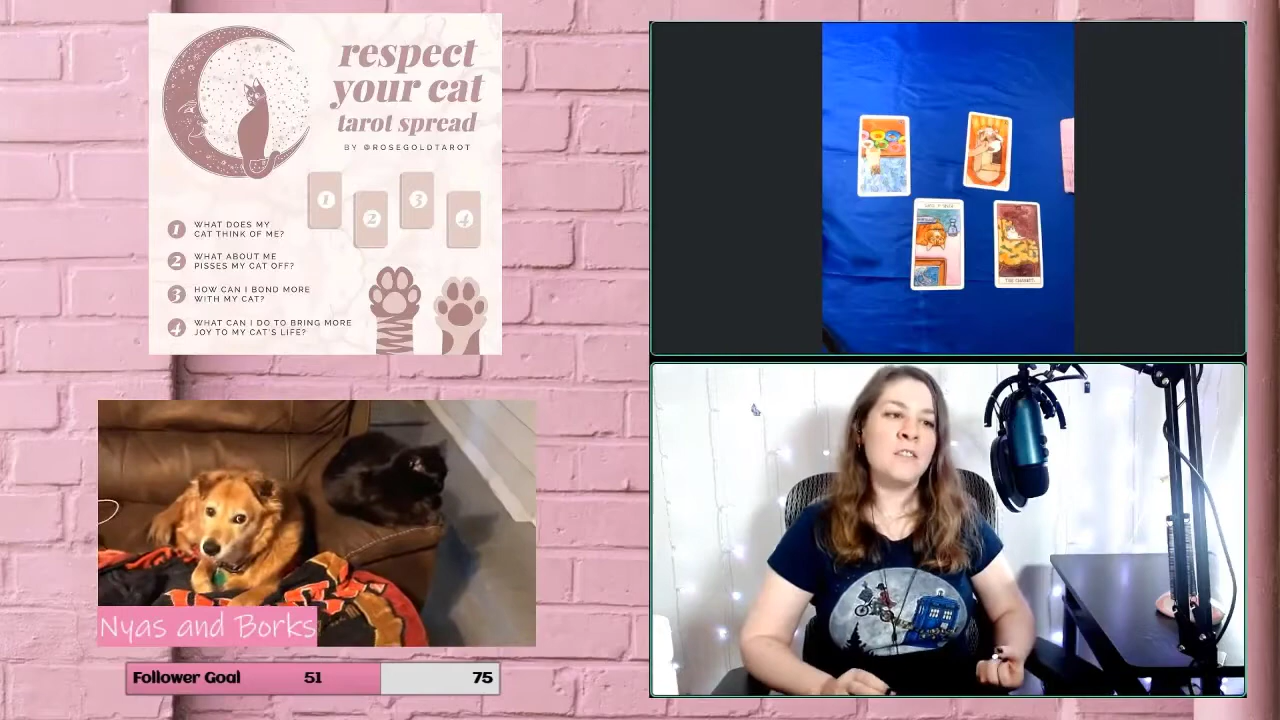 respect
your cat
tarot spread
BY @ROSEGOLDTAROT
1
2
3
4
1 WHAT DOES MY
CAT THINK OF ME?
2 WHAT ABOUT ME
PISSES MY CAT OFF?
3 HOW CAN I BOND MORE
WITH MY CAT?
4 WHAT CAN I DO TO BRING MORE
JOY TO MY CAT'S LIFE?
Nyas and Borks
Follower Goal 51 75
THE CHARIOT